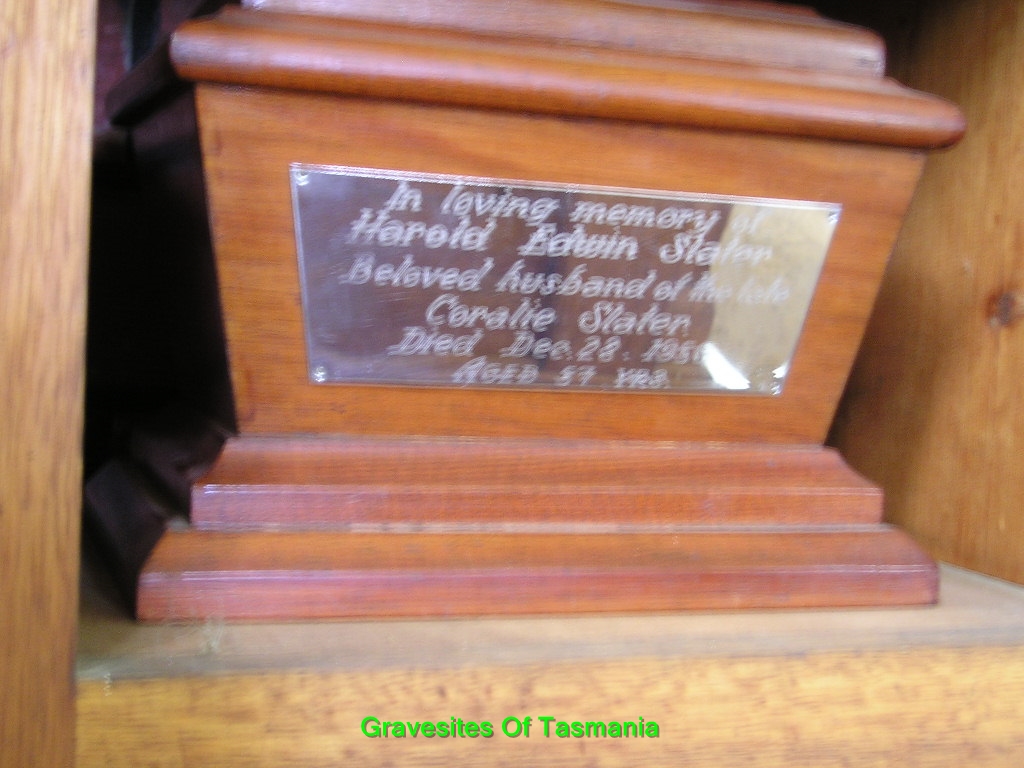 In loving memory of
Harold Edwin Slater
Beloved husband of the late
Coralie Slater
Died Dec. 28. 
AGED 57 YRS.
Gravesites Of Tasmania